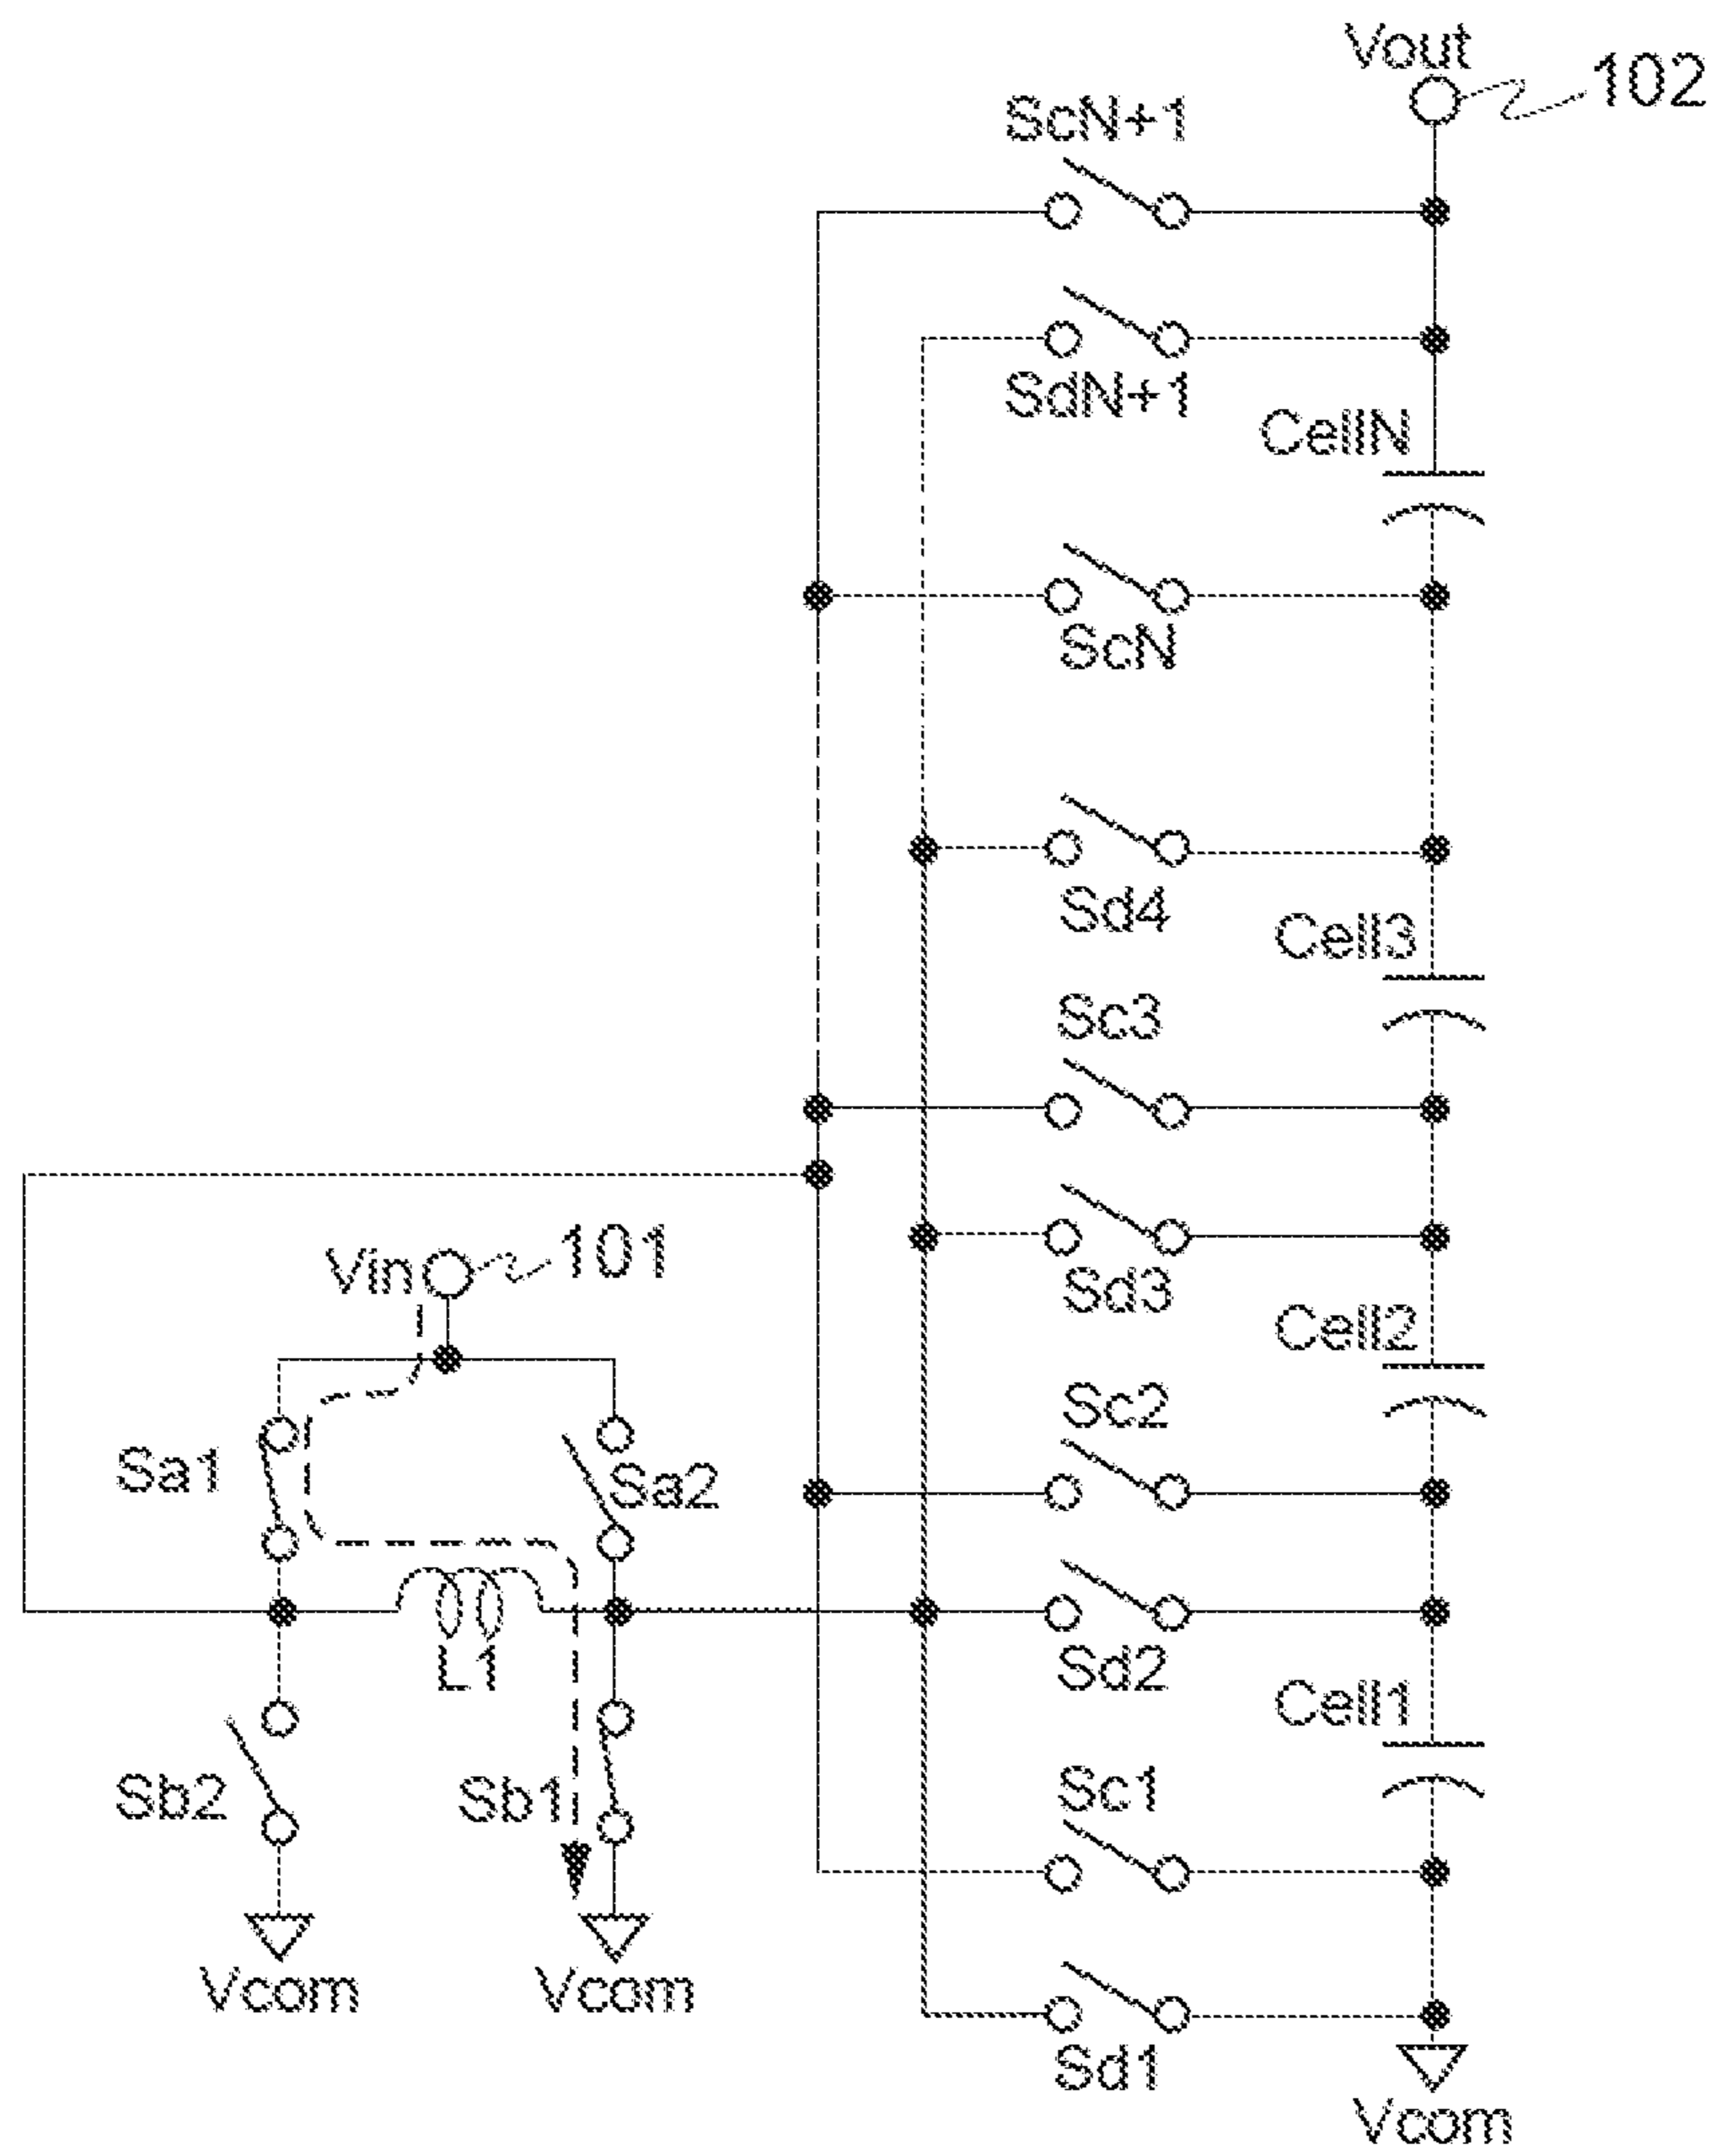 Vout
102
ScN+1
SdN+1
CellN
ScN
Sd4
Cell3
Sc3
Vin
101
Sd3
Cell2
Sc2
Sa1
Sa2
L1
Sd2
Cell1
Sb2
Sb1
Sc1
Vcom
Vcom
Sd1
Vcom